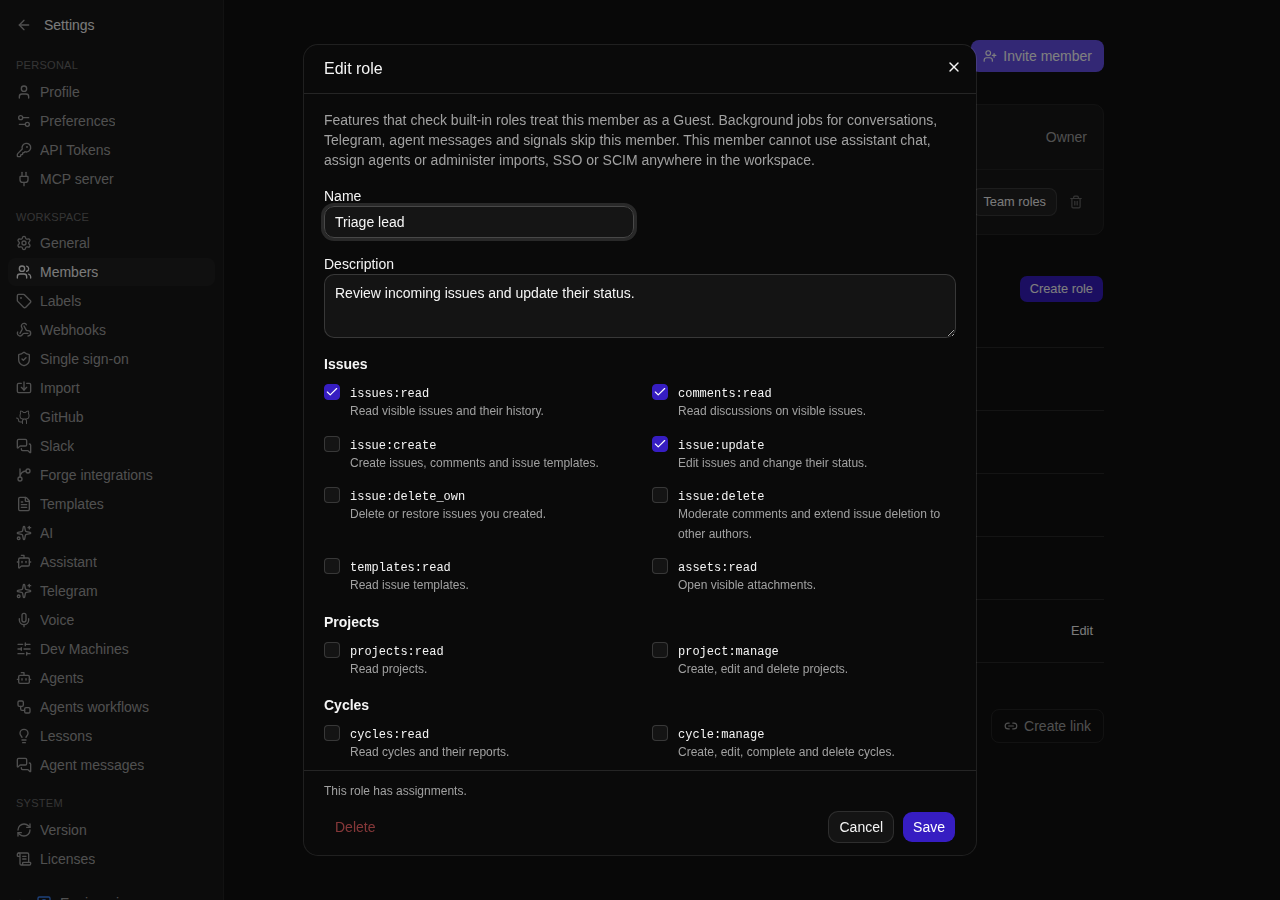 Settings
PERSONAL
Profile
Preferences
API Tokens
MCP server
WORKSPACE
General
Members
Labels
Webhooks
Single sign-on
Import
GitHub
Slack
Forge integrations
Templates
AI
Assistant
Telegram
Voice
Dev Machines
Agents
Agents workflows
Lessons
Agent messages
SYSTEM
Version
Licenses
Invite member
Owner
Team roles
Create role
Edit
Create link
Edit role
Features that check built-in roles treat this member as a Guest. Background jobs for conversations,
Telegram, agent messages and signals skip this member. This member cannot use assistant chat,
assign agents or administer imports, SSO or SCIM anywhere in the workspace.
Name
Triage lead
Description
Review incoming issues and update their status.
Issues
issues:read
Read visible issues and their history.
comments:read
Read discussions on visible issues.
issue:create
Create issues, comments and issue templates.
issue:update
Edit issues and change their status.
issue:delete_own
Delete or restore issues you created.
issue:delete
Moderate comments and extend issue deletion to
other authors.
templates:read
Read issue templates.
assets:read
Open visible attachments.
Projects
projects:read
Read projects.
project:manage
Create, edit and delete projects.
Cycles
cycles:read
Read cycles and their reports.
cycle:manage
Create, edit, complete and delete cycles.
This role has assignments.
Delete
Cancel
Save